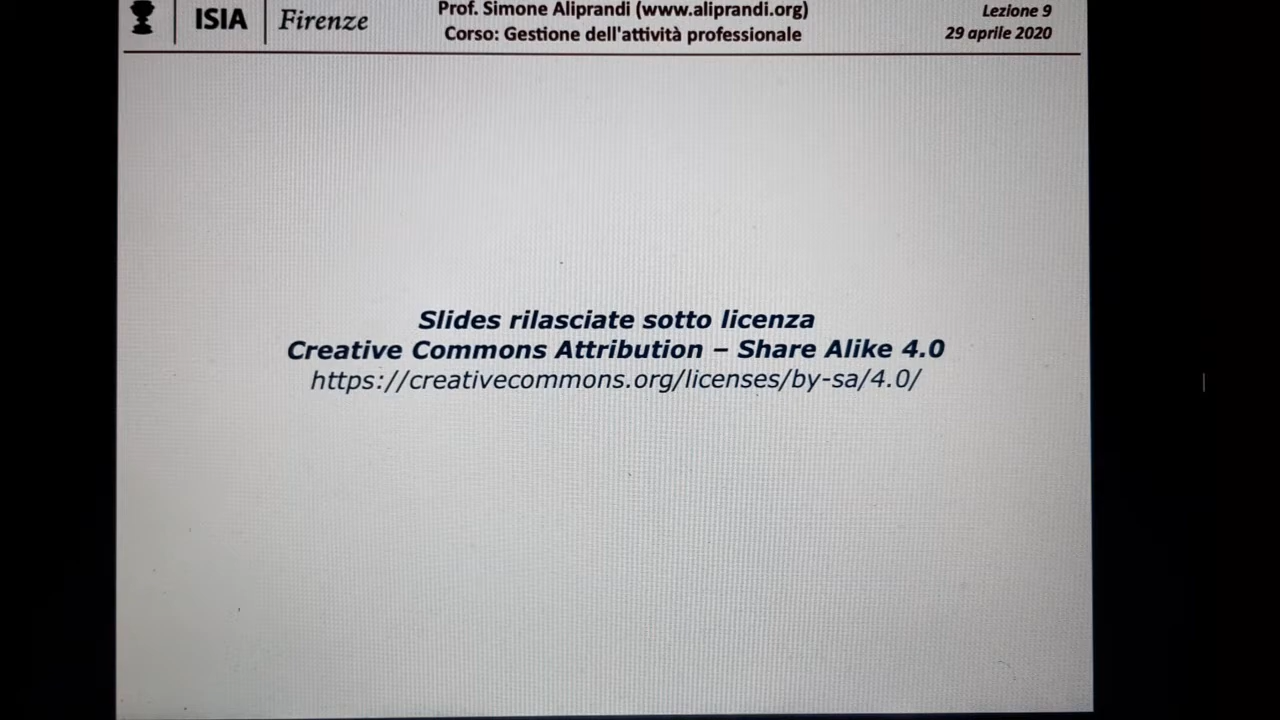 ISIA Firenze
Prof. Simone Aliprandi (www.aliprandi.org)
Corso: Gestione dell'attività professionale
Lezione 9
29 aprile 2020
Slides rilasciate sotto licenza
Creative Commons Attribution – Share Alike 4.0
https://creativecommons.org/licenses/by-sa/4.0/